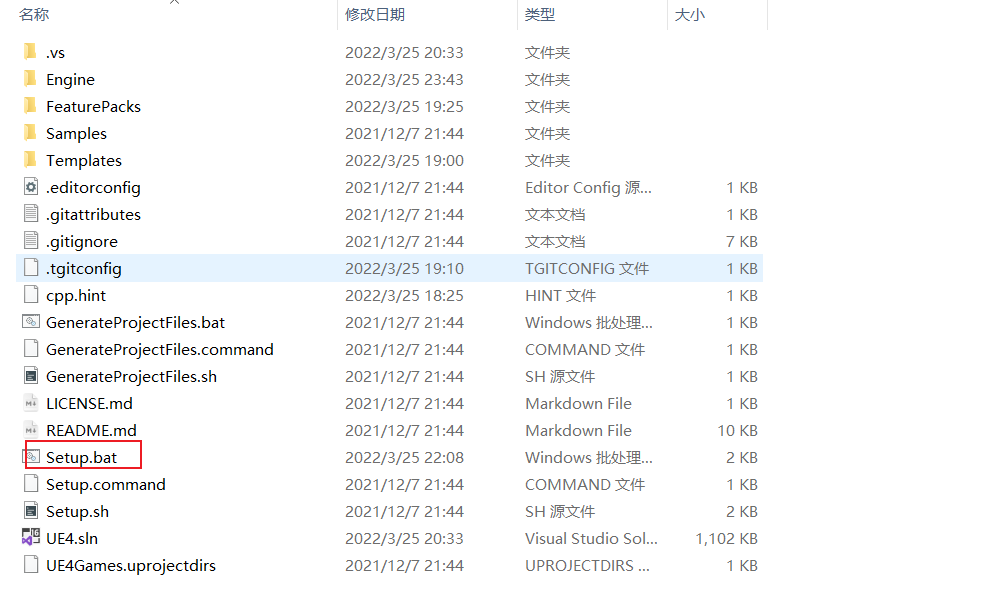 名称 修改日期 类型 大小
.vs 2022/3/25 20:33 文件夹
Engine 2022/3/25 23:43 文件夹
FeaturePacks 2022/3/25 19:25 文件夹
Samples 2021/12/7 21:44 文件夹
Templates 2022/3/25 19:00 文件夹
.editorconfig 2021/12/7 21:44 Editor Config 源... 1 KB
.gitattributes 2021/12/7 21:44 文本文档 1 KB
.gitignore 2021/12/7 21:44 文本文档 7 KB
.tgitconfig 2022/3/25 19:10 TGITCONFIG 文件 1 KB
cpp.hint 2022/3/25 18:25 HINT 文件 1 KB
GenerateProjectFiles.bat 2021/12/7 21:44 Windows 批处理... 1 KB
GenerateProjectFiles.command 2021/12/7 21:44 COMMAND 文件 1 KB
GenerateProjectFiles.sh 2021/12/7 21:44 SH 源文件 1 KB
LICENSE.md 2021/12/7 21:44 Markdown File 1 KB
README.md 2021/12/7 21:44 Markdown File 10 KB
Setup.bat 2022/3/25 22:08 Windows 批处理... 2 KB
Setup.command 2021/12/7 21:44 COMMAND 文件 1 KB
Setup.sh 2021/12/7 21:44 SH 源文件 2 KB
UE4.sln 2022/3/25 20:33 Visual Studio Sol... 1,102 KB
UE4Games.uprojectdirs 2021/12/7 21:44 UPROJECTDIRS ... 1 KB